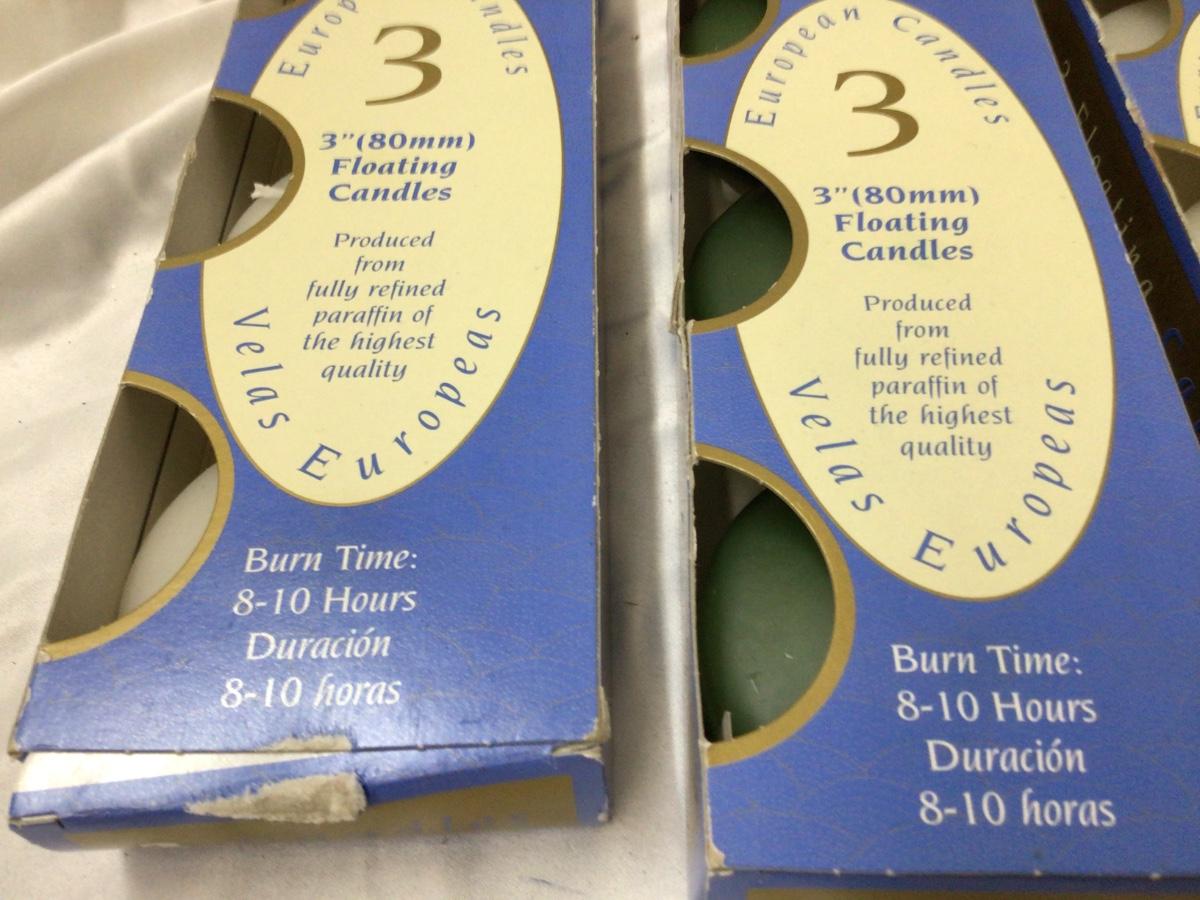 European Candles
3
3"(80mm)
Floating
Candles
Produced
from
fully refined
paraffin of
the highest
quality
Velas Europeas
Burn Time:
8-10 Hours
Duración
8-10 horas
European Candles
3
3"(80mm)
Floating
Candles
Produced
from
fully refined
paraffin of
the highest
quality
Velas Europeas
Burn Time:
8-10 Hours
Duración
8-10 horas
3 Floating